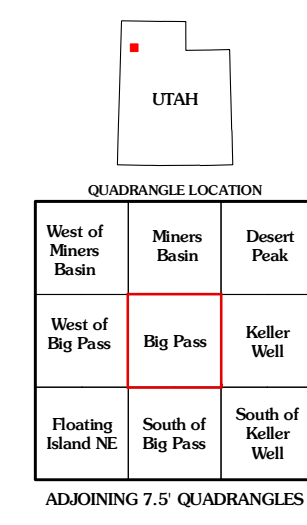 UTAH
QUADRANGLE LOCATION
West of
Miners
Basin
Miners
Basin
Desert
Peak
West of
Big Pass
Big Pass
Keller
Well
Floating
Island NE
South of
Big Pass
South of
Keller
Well
ADJOINING 7.5' QUADRANGLES